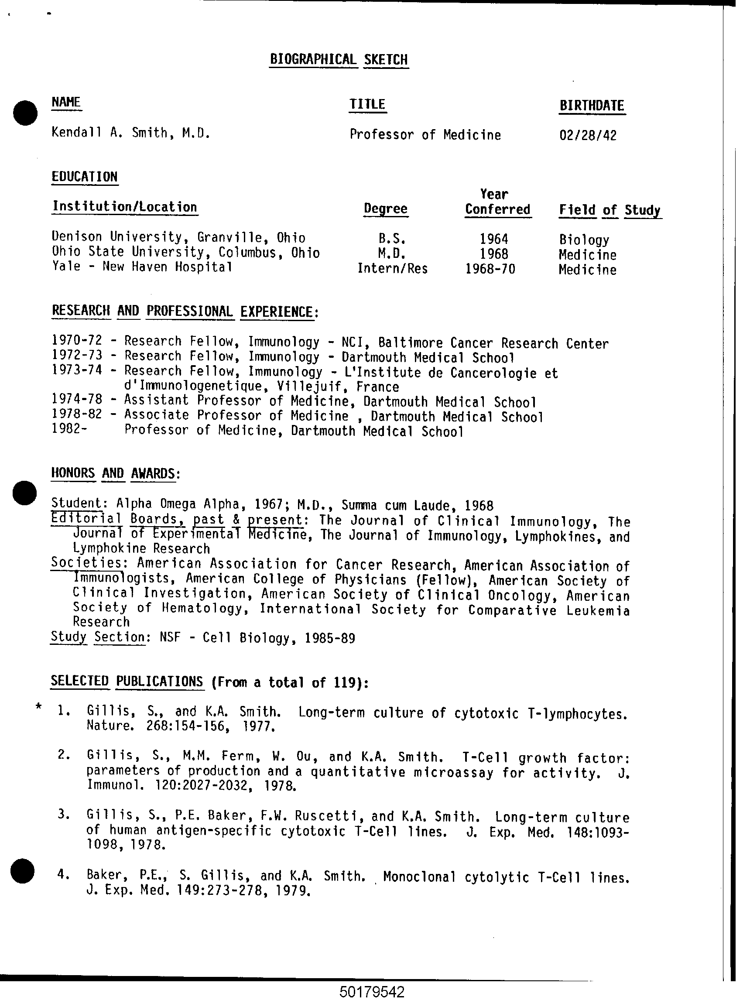 BIOGRAPHICAL SKETCH
NAME TITLE BIRTHDATE
Kendall A. Smith, M.D. Professor of Medicine 02/28/42
EDUCATION
Institution/Location Degree Year Conferred Field of Study
Denison University, Granville, Ohio B.S. 1964 Biology
Ohio State University, Columbus, Ohio M.D. 1968 Medicine
Yale - New Haven Hospital Intern/Res 1968-70 Medicine
RESEARCH AND PROFESSIONAL EXPERIENCE:
1970-72 - Research Fellow, Immunology - NCI, Baltimore Cancer Research Center
1972-73 - Research Fellow, Immunology - Dartmouth Medical School
1973-74 - Research Fellow, Immunology - L'Institute de Cancerologie et
d'Immunologenetique, Villejuif, France
1974-78 - Assistant Professor of Medicine, Dartmouth Medical School
1978-82 - Associate Professor of Medicine , Dartmouth Medical School
1982- Professor of Medicine, Dartmouth Medical School
HONORS AND AWARDS:
Student: Alpha Omega Alpha, 1967; M.D., Summa cum Laude, 1968
Editorial Boards, past & present: The Journal of Clinical Immunology, The
Journal of Experimental Medicine, The Journal of Immunology, Lymphokines, and
Lymphokine Research
Societies: American Association for Cancer Research, American Association of
Immunologists, American College of Physicians (Fellow), American Society of
Clinical Investigation, American Society of Clinical Oncology, American
Society of Hematology, International Society for Comparative Leukemia
Research
Study Section: NSF - Cell Biology, 1985-89
SELECTED PUBLICATIONS (From a total of 119):
* 1. Gillis, S., and K.A. Smith. Long-term culture of cytotoxic T-lymphocytes.
Nature. 268:154-156, 1977.
2. Gillis, S., M.M. Ferm, W. Ou, and K.A. Smith. T-Cell growth factor:
parameters of production and a quantitative microassay for activity. J.
Immunol. 120:2027-2032, 1978.
3. Gillis, S., P.E. Baker, F.W. Ruscetti, and K.A. Smith. Long-term culture
of human antigen-specific cytotoxic T-Cell lines. J. Exp. Med. 148:1093-
1098, 1978.
4. Baker, P.E., S. Gillis, and K.A. Smith. Monoclonal cytolytic T-Cell lines.
J. Exp. Med. 149:273-278, 1979.
50179542